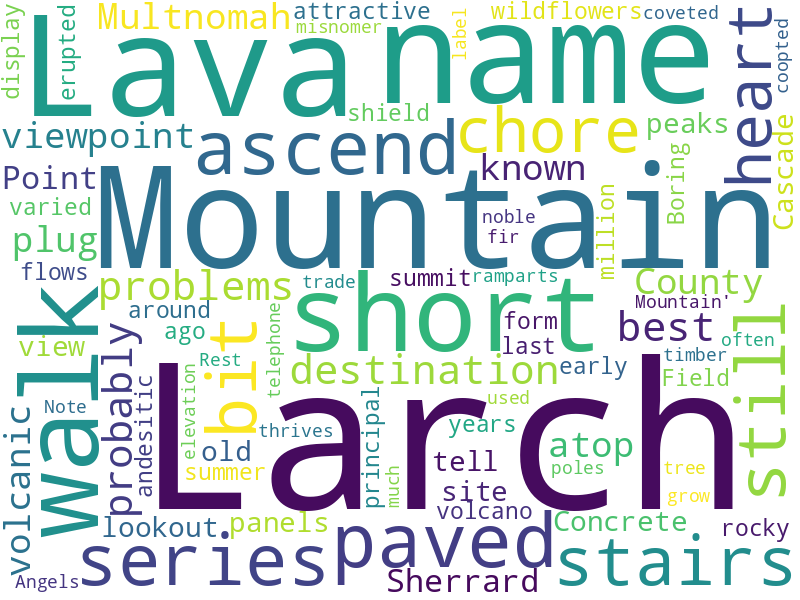 display
erupted
Multnomah
attractive
misnomer
label
wildflowers
coveted
coopted
Lava
name
heart
shield
viewpoint
ascend
chore
peaks
Cascade
Point
Mountain
known
Boring
varied
noble
million
plug
fir
flows
problems
trade
summit
ramparts
County
walk
around
short
form
Mountain'
best
ago
last
often
view
probably
Rest
bit
telephone
destination
early
timber
still
Note
andesitic
elevation
Larch
principal
used
Field
volcanic
thrives
years
old
tell
atop
summer
much
site
poles
tree
grow
lookout
panels
volcano
Concrete
rocky
series
paved
stairs
Angels
Sherrard